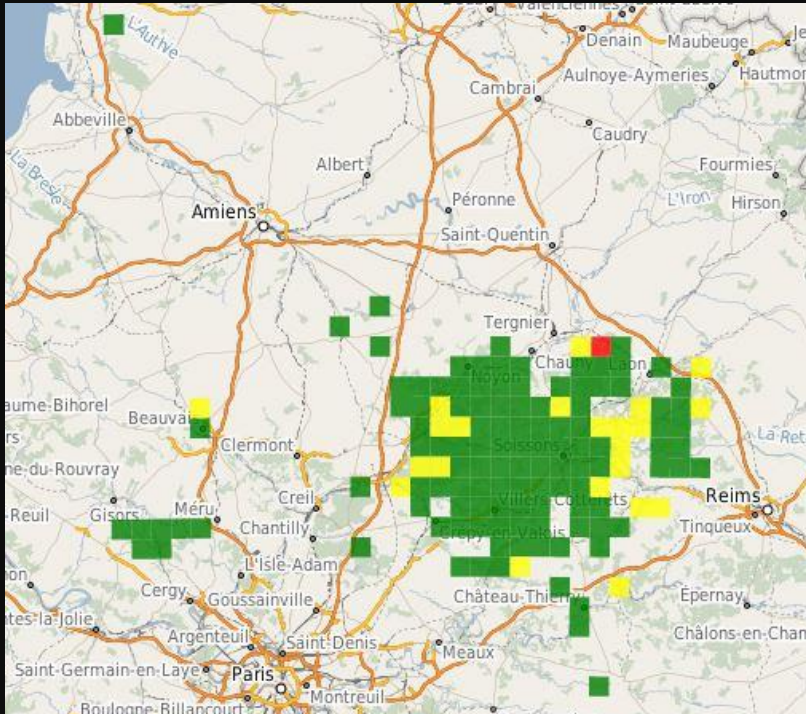 Valenciennes
L'Authie
Denain
Maubeuge
Aulnoye-Aymeries
Hautmon
Cambrai
Abbeville
Caudry
La Bresle
Albert
Fourmies
Péronne
L'Iron
Hirson
Amiens
Saint-Quentin
Tergnier
Chauny
Laon
Noyon
aume-Bihorel
Beauvais
La Ret
Clermont
Soissons
ne-du-Rouvray
Creil
Villers-Cotterêts
Reims
-Reuil
Gisors
Méru
Chantilly
Crépy-en-Valois
Tinqueux
L'Isle-Adam
Cergy
Goussainville
Château-Thierry
Épernay
ntes-la-Jolie
Argenteuil
Saint-Denis
Châlons-en-Cham
Meaux
Saint-Germain-en-Laye
Paris
Montreuil
Boulogne-Billancourt